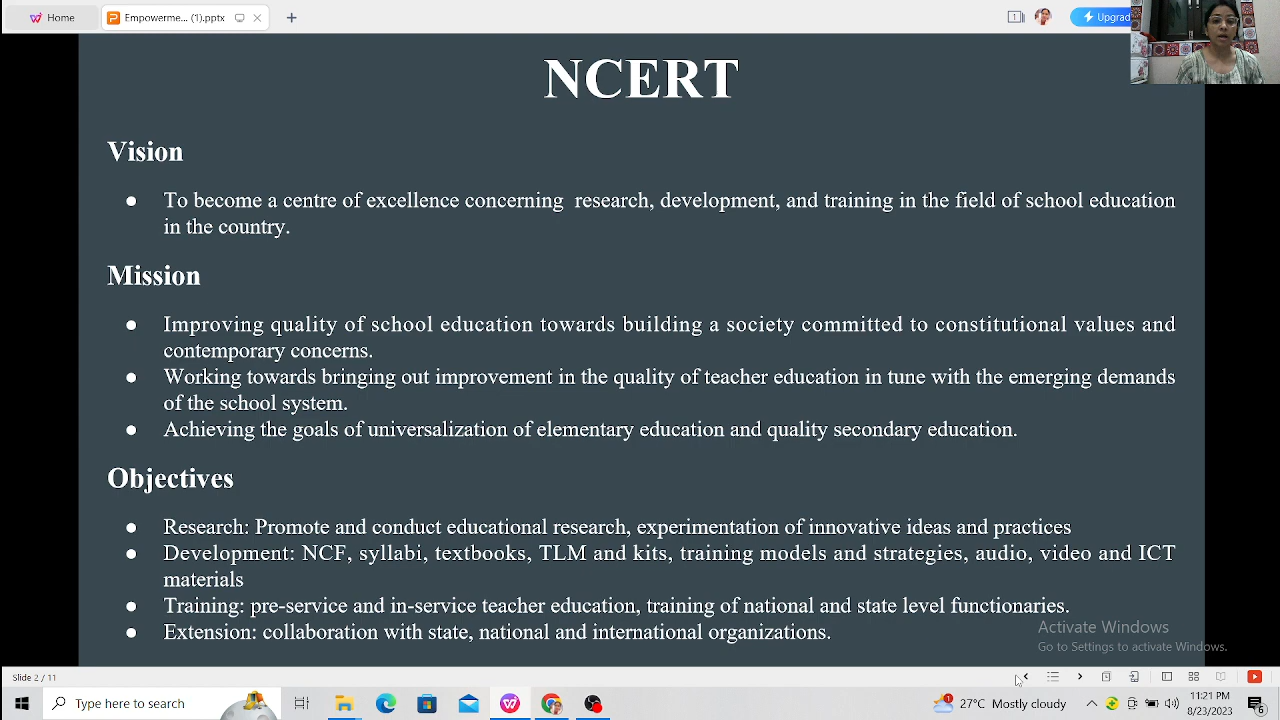 Home
Empowerme... (1).pptx
1
Upgrad
NCERT
Vision
To become a centre of excellence concerning research, development, and training in the field of school education
in the country.
Mission
Improving quality of school education towards building a society committed to constitutional values and
contemporary concerns.
Working towards bringing out improvement in the quality of teacher education in tune with the emerging demands
of the school system.
Achieving the goals of universalization of elementary education and quality secondary education.
Objectives
Research: Promote and conduct educational research, experimentation of innovative ideas and practices
Development: NCF, syllabi, textbooks, TLM and kits, training models and strategies, audio, video and ICT
materials
Training: pre-service and in-service teacher education, training of national and state level functionaries.
Extension: collaboration with state, national and international organizations.
Activate Windows
Go to Settings to activate Windows.
Slide 2 / 11
Type here to search
1
27°C Mostly cloudy
11:21 PM
8/23/2023
6